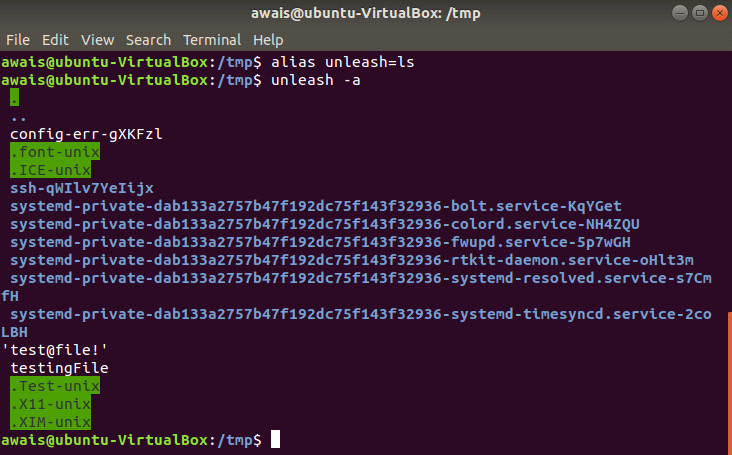 awais@ubuntu-VirtualBox: /tmp
File Edit View Search Terminal Help
awais@ubuntu-VirtualBox:/tmp$ alias unleash=ls
awais@ubuntu-VirtualBox:/tmp$ unleash -a
.
..
config-err-gXKFzl
.font-unix
.ICE-unix
ssh-qWIlv7YeIijx
systemd-private-dab133a2757b47f192dc75f143f32936-bolt.service-KqYGet
systemd-private-dab133a2757b47f192dc75f143f32936-colord.service-NH4ZQU
systemd-private-dab133a2757b47f192dc75f143f32936-fwupd.service-5p7wGH
systemd-private-dab133a2757b47f192dc75f143f32936-rtkit-daemon.service-oHlt3m
systemd-private-dab133a2757b47f192dc75f143f32936-systemd-resolved.service-s7Cm
fH
systemd-private-dab133a2757b47f192dc75f143f32936-systemd-timesyncd.service-2co
LBH
'test@file!'
testingFile
.Test-unix
.X11-unix
.XIM-unix
awais@ubuntu-VirtualBox:/tmp$